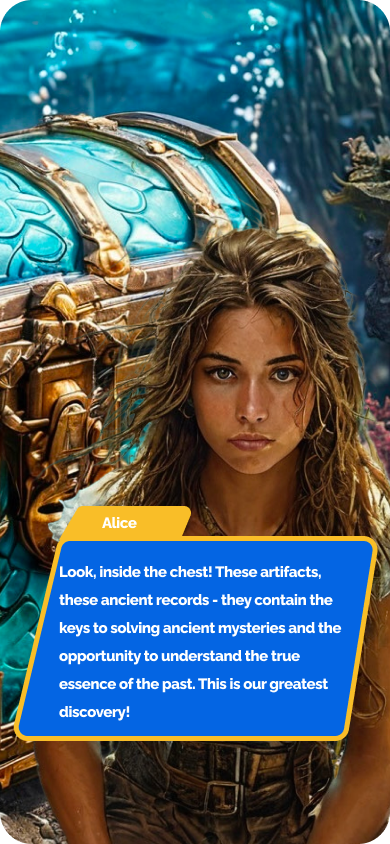 Alice
Look, inside the chest! These artifacts,
these ancient records - they contain the
keys to solving ancient mysteries and the
opportunity to understand the true
essence of the past. This is our greatest
discovery!